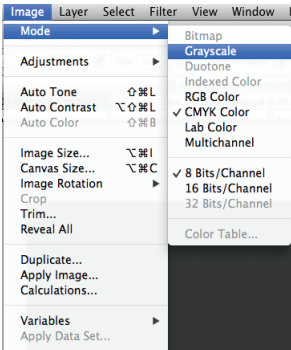 Image Layer Select Filter View Window
Mode
Adjustments
Auto Tone ⇧⌘L
Auto Contrast ⌥⇧⌘L
Auto Color ⇧⌘B
Image Size... ⌥⌘I
Canvas Size... ⌥⌘C
Image Rotation
Crop
Trim...
Reveal All
Duplicate...
Apply Image...
Calculations...
Variables
Apply Data Set...
Bitmap
Grayscale
Duotone
Indexed Color
RGB Color
✓ CMYK Color
Lab Color
Multichannel
✓ 8 Bits/Channel
16 Bits/Channel
32 Bits/Channel
Color Table...